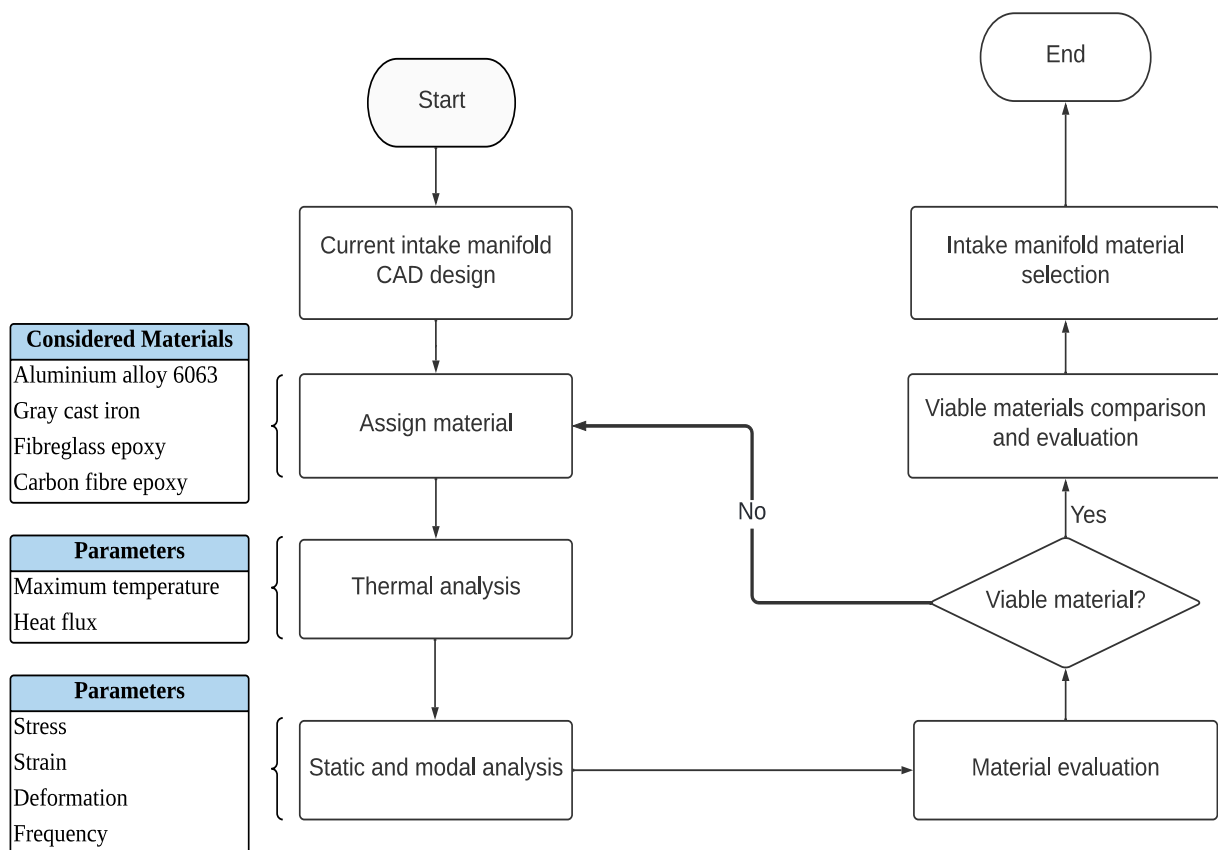 Start
Current intake manifold
CAD design
Considered Materials
Aluminium alloy 6063
Gray cast iron
Fibreglass epoxy
Carbon fibre epoxy
Assign material
Parameters
Maximum temperature
Heat flux
Thermal analysis
Parameters
Stress
Strain
Deformation
Frequency
Static and modal analysis
Material evaluation
Viable material?
No
Yes
Viable materials comparison
and evaluation
Intake manifold material
selection
End